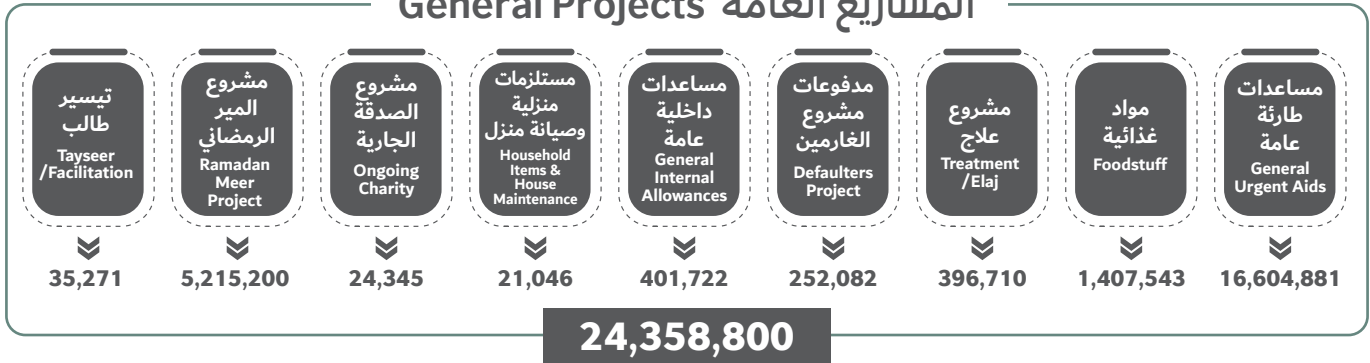 المشاريع العامة General Projects
مساعدات
طارئة
عامة
General
Urgent Aids
16,604,881
مواد
غذائية
Foodstuff
1,407,543
مشروع
علاج
Treatment
/Elaj
396,710
مدفوعات
مشروع
الغارمين
Defaulters
Project
252,082
مساعدات
داخلية
عامة
General
Internal
Allowances
401,722
مستلزمات
منزلية
وصيانة منزل
Household
Items &
House
Maintenance
21,046
مشروع
الصدقة
الجارية
Ongoing
Charity
24,345
مشروع
المير
الرمضاني
Ramadan
Meer
Project
5,215,200
تيسير
طالب
Tayseer
/Facilitation
35,271
24,358,800